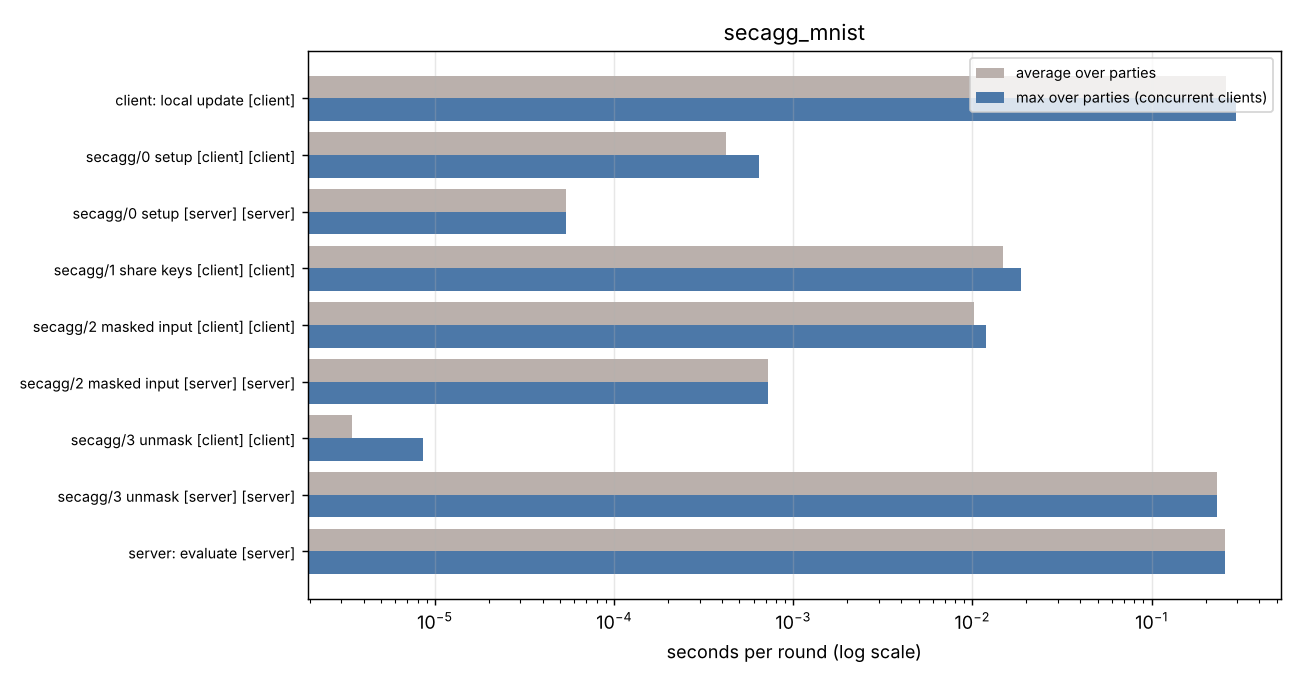 secagg_mnist
average over parties
max over parties (concurrent clients)
client: local update [client]
secagg/0 setup [client] [client]
secagg/0 setup [server] [server]
secagg/1 share keys [client] [client]
secagg/2 masked input [client] [client]
secagg/2 masked input [server] [server]
secagg/3 unmask [client] [client]
secagg/3 unmask [server] [server]
server: evaluate [server]
10⁻⁵ 10⁻⁴ 10⁻³ 10⁻² 10⁻¹
seconds per round (log scale)